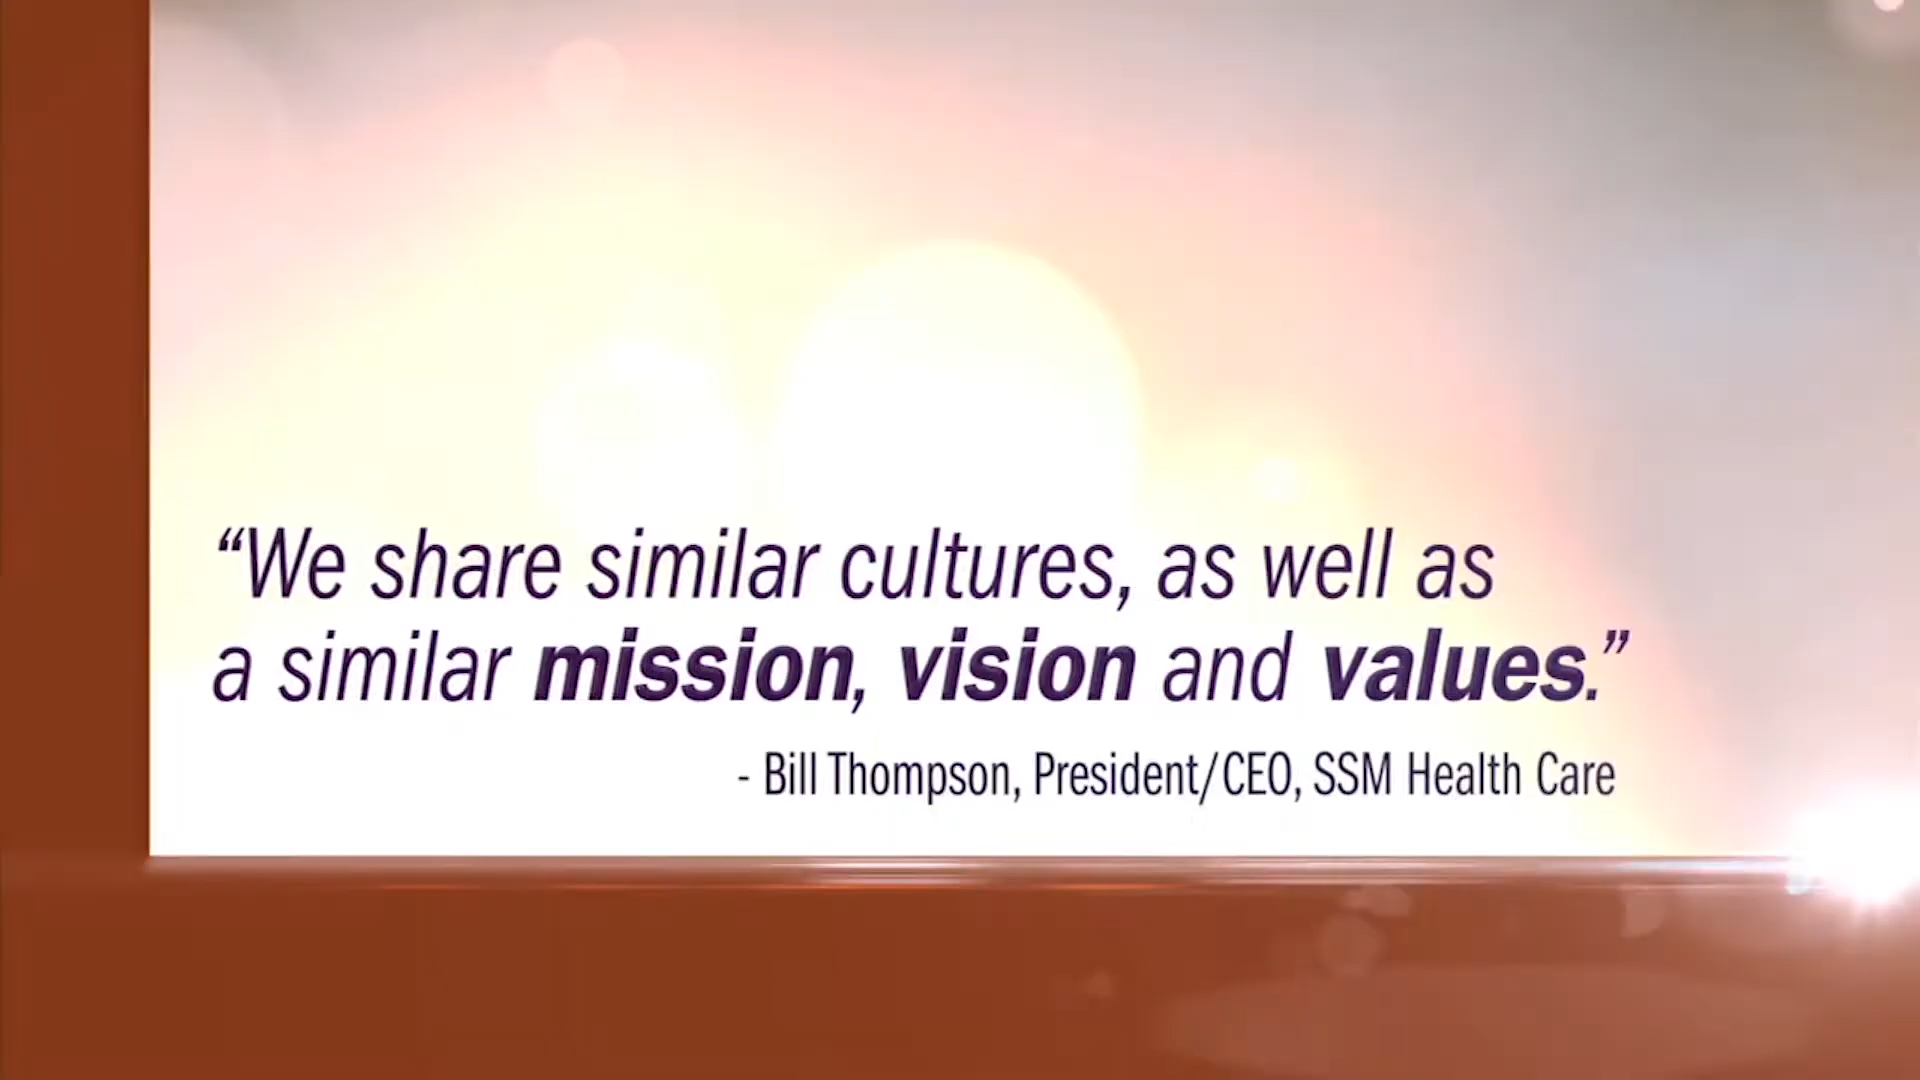 “We share similar cultures, as well as
a similar mission, vision and values.”
- Bill Thompson, President/CEO, SSM Health Care